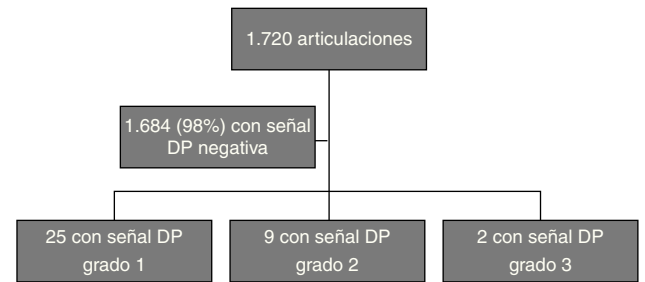 1.720 articulaciones
1.684 (98%) con señal
DP negativa
25 con señal DP
grado 1
9 con señal DP
grado 2
2 con señal DP
grado 3